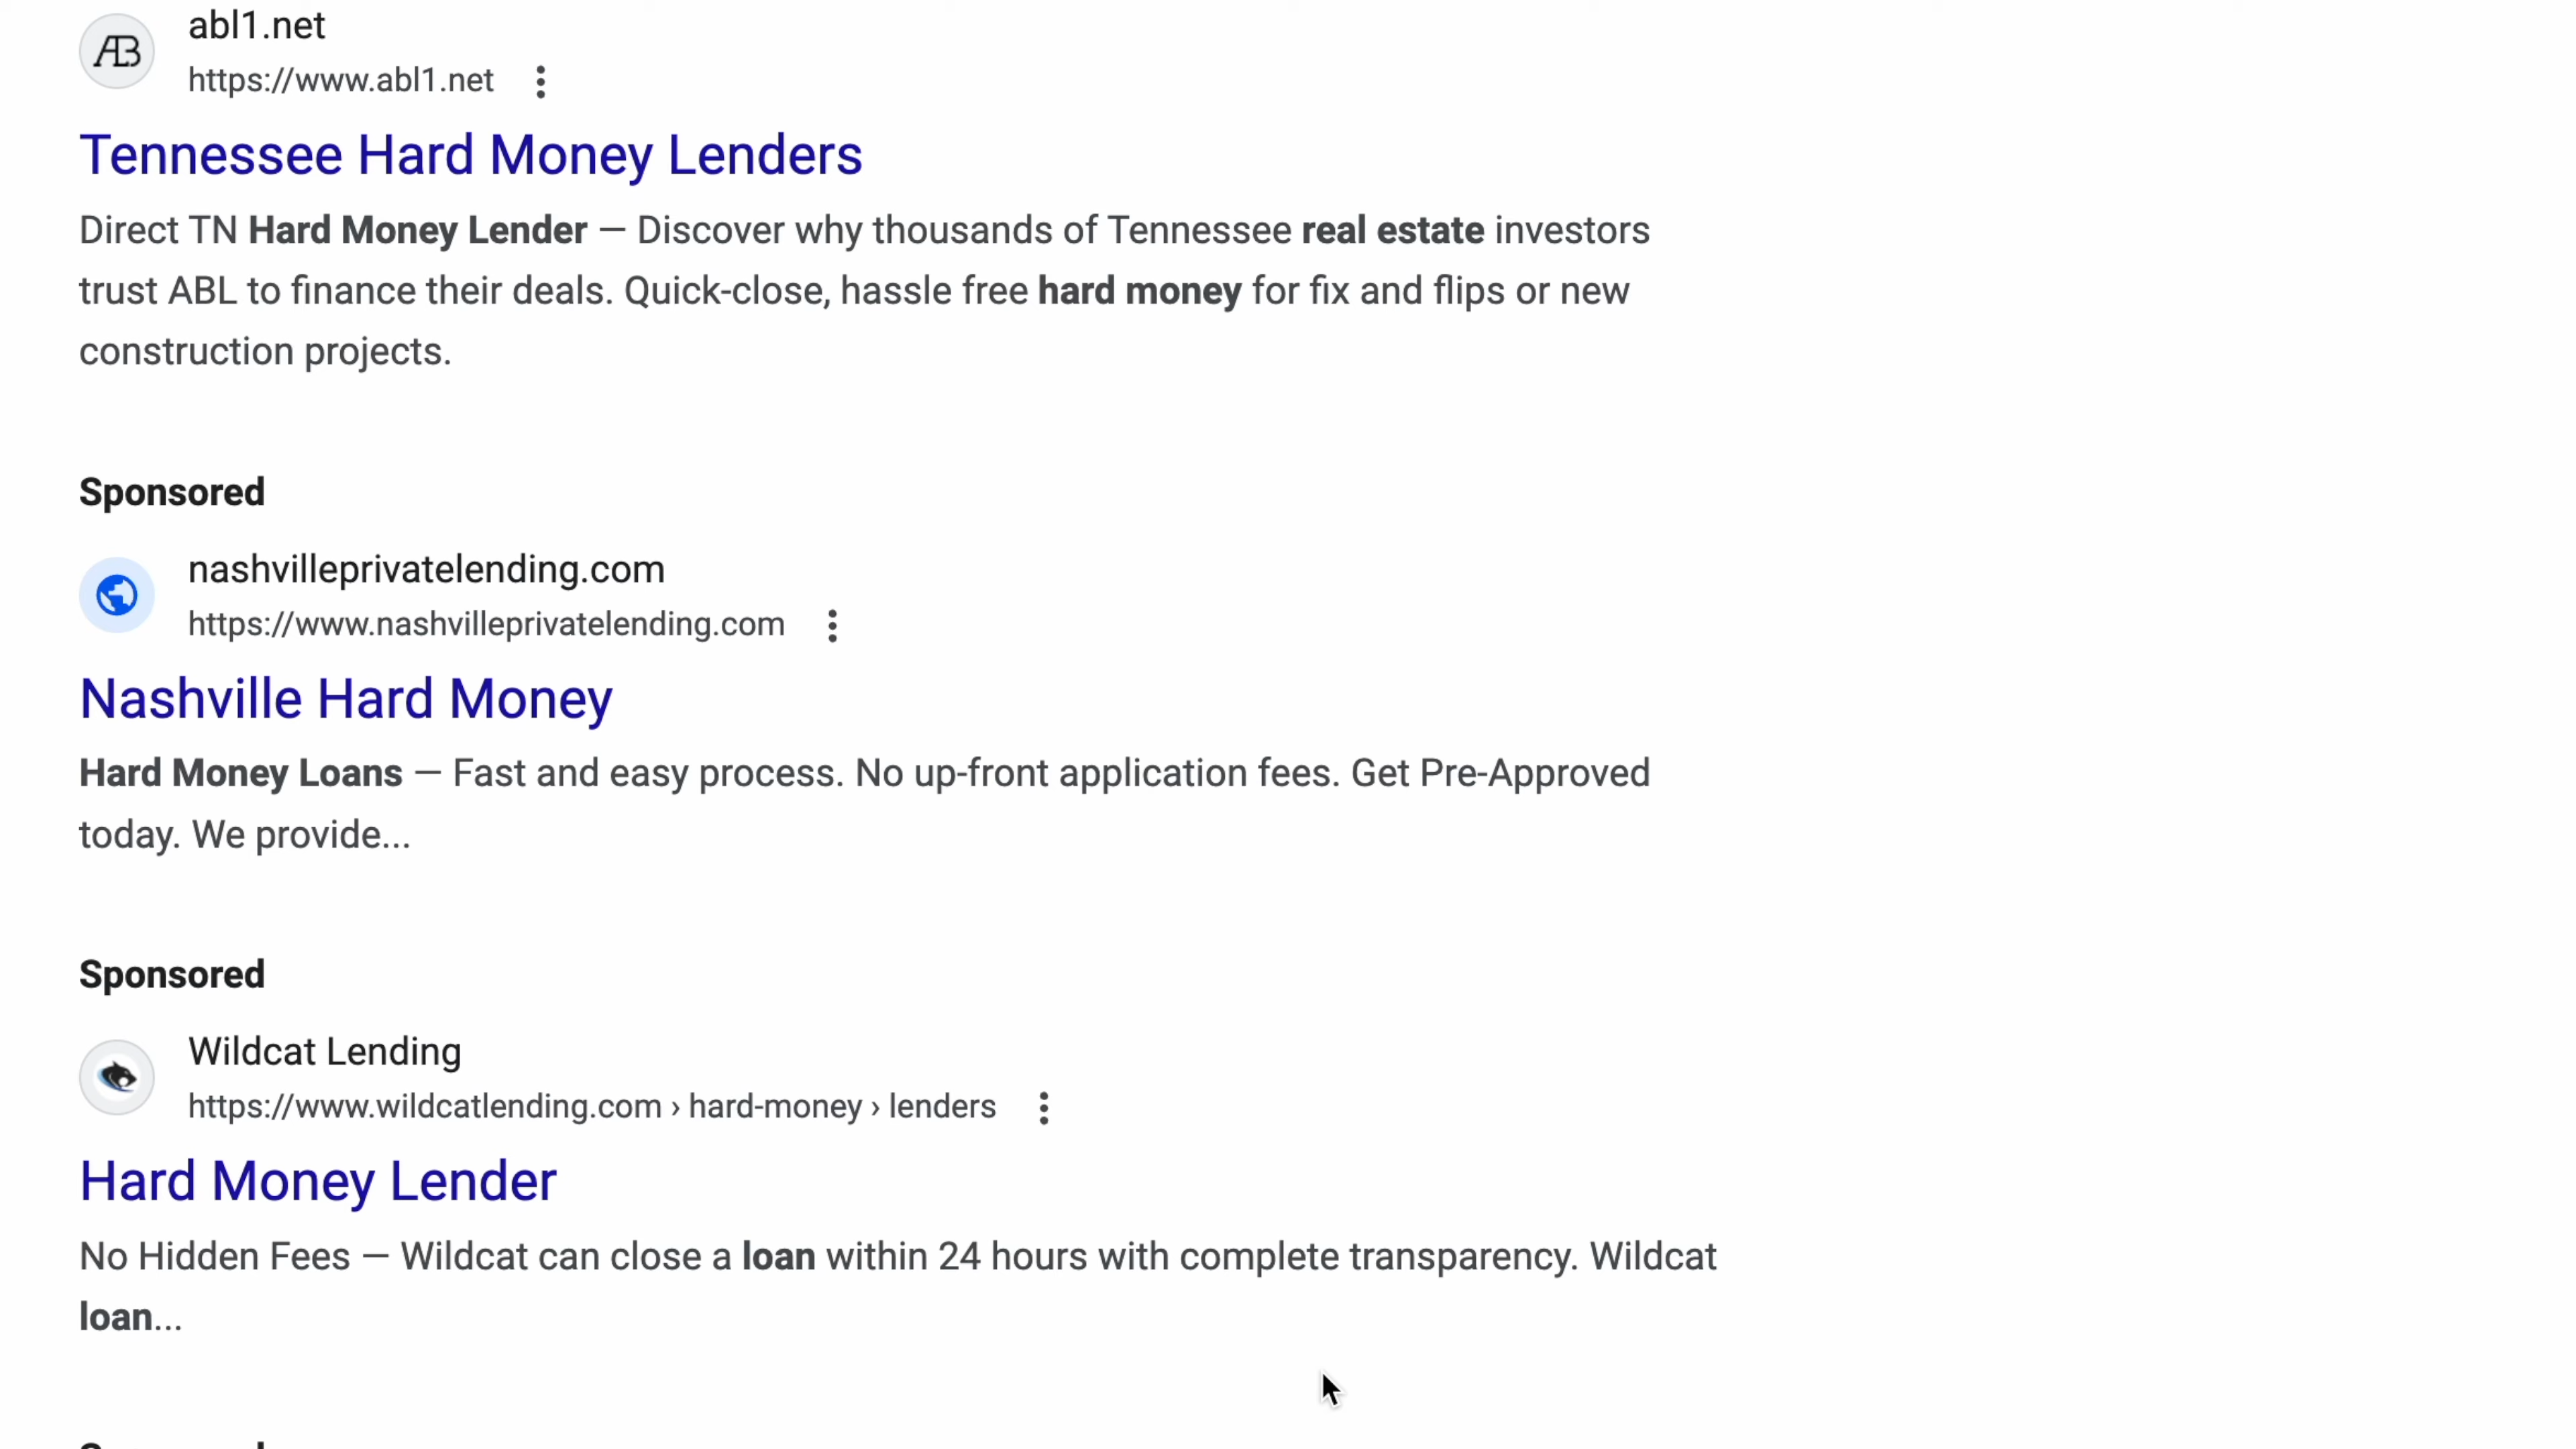 AB
abl1.net
https://www.abl1.net
Tennessee Hard Money Lenders
Direct TN Hard Money Lender — Discover why thousands of Tennessee real estate investors
trust ABL to finance their deals. Quick-close, hassle free hard money for fix and flips or new
construction projects.
Sponsored
nashvilleprivatelending.com
https://www.nashvilleprivatelending.com
Nashville Hard Money
Hard Money Loans — Fast and easy process. No up-front application fees. Get Pre-Approved
today. We provide...
Sponsored
Wildcat Lending
https://www.wildcatlending.com › hard-money › lenders
Hard Money Lender
No Hidden Fees — Wildcat can close a loan within 24 hours with complete transparency. Wildcat
loan...